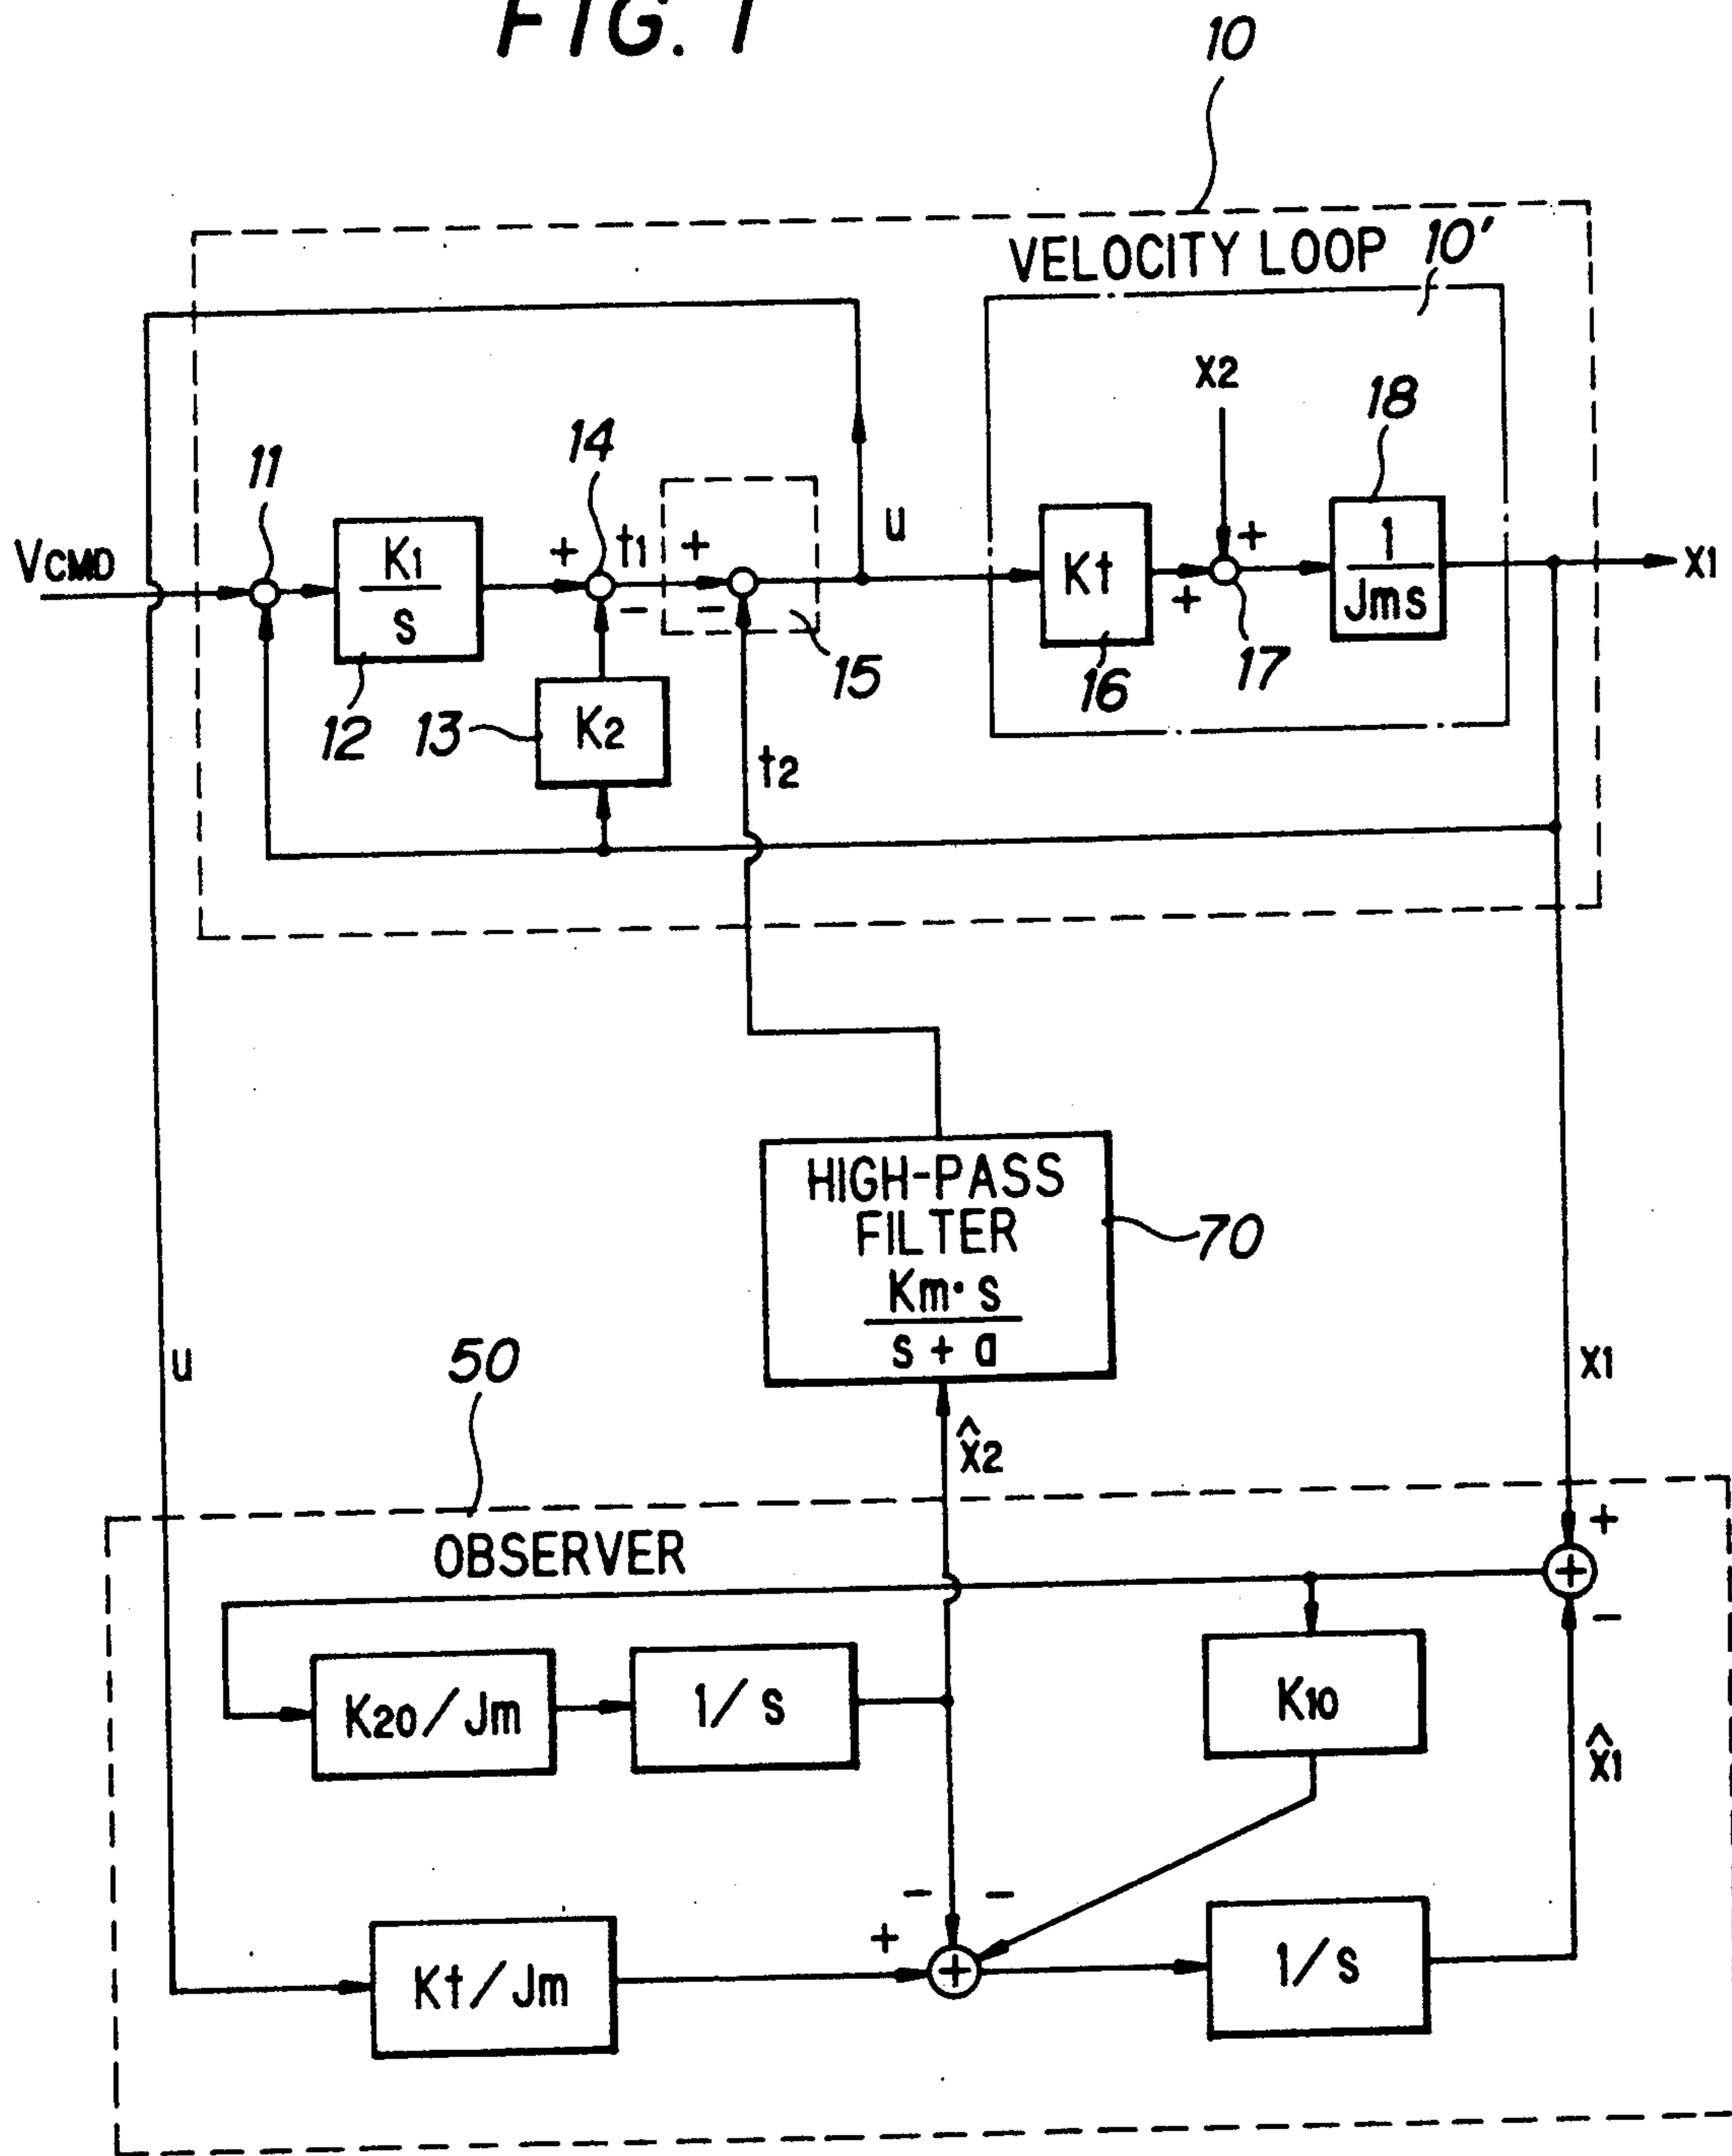 FIG. 1
10
VELOCITY LOOP 10'
X2
18
14
11
+ t1 +
u
+
VCMD
K1
s
Kt
1
Jms
X1
- -
+
12
13
K2
15
16
17
t2
HIGH-PASS
FILTER
Km·s
s + a
70
u
50
X1
X̂2
+
OBSERVER
+
-
K20/Jm
1/s
K10
X̂1
- -
+
Kt/Jm
+
1/s